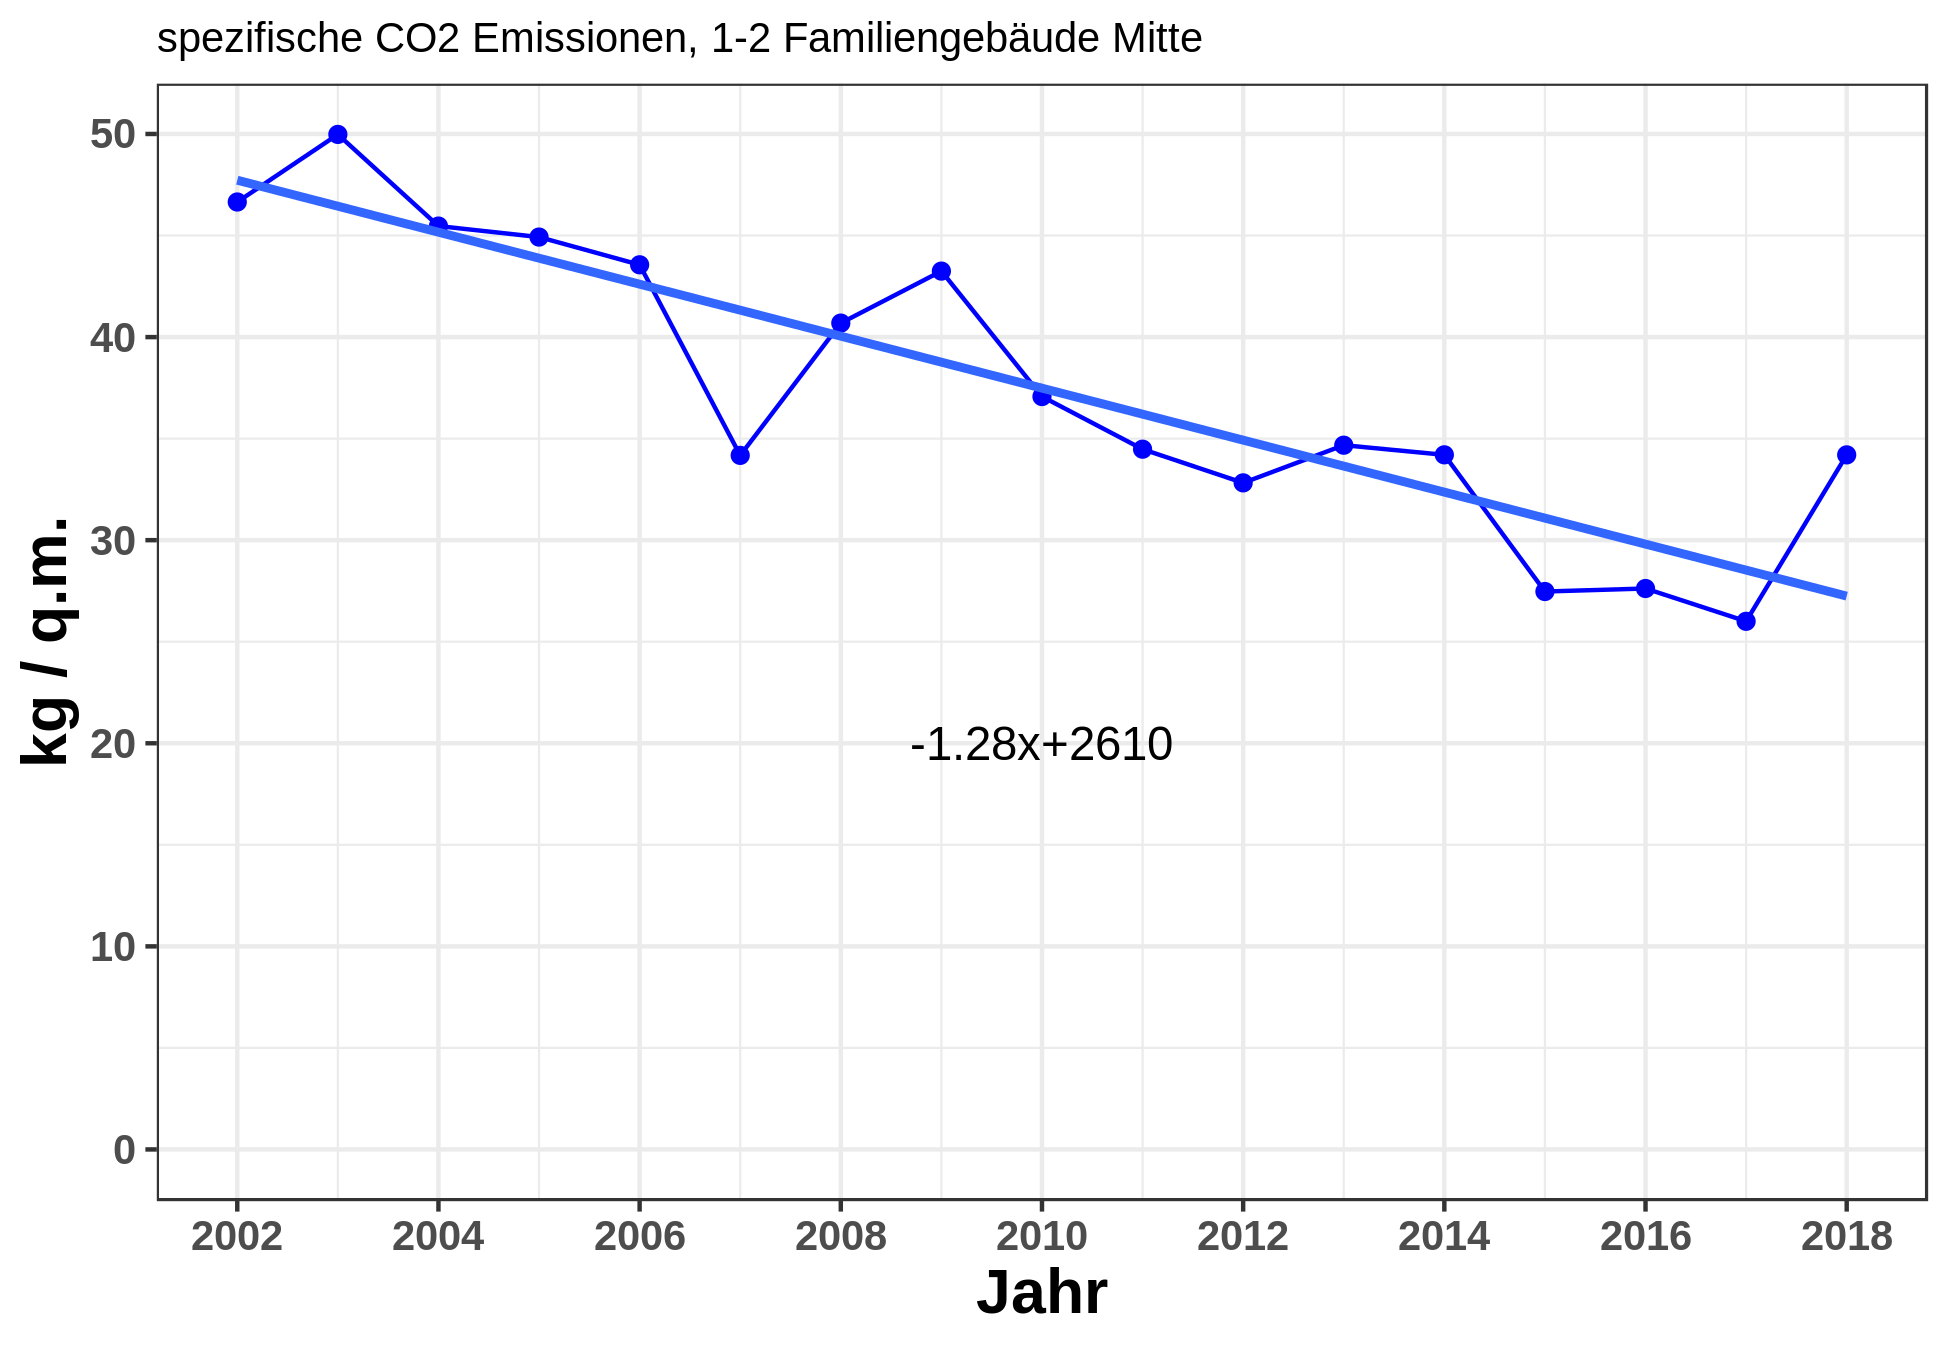 spezifische CO2 Emissionen, 1-2 Familiengebäude Mitte
50
40
30
20
10
0
kg / q.m.
-1.28x+2610
2002 2004 2006 2008 2010 2012 2014 2016 2018
Jahr